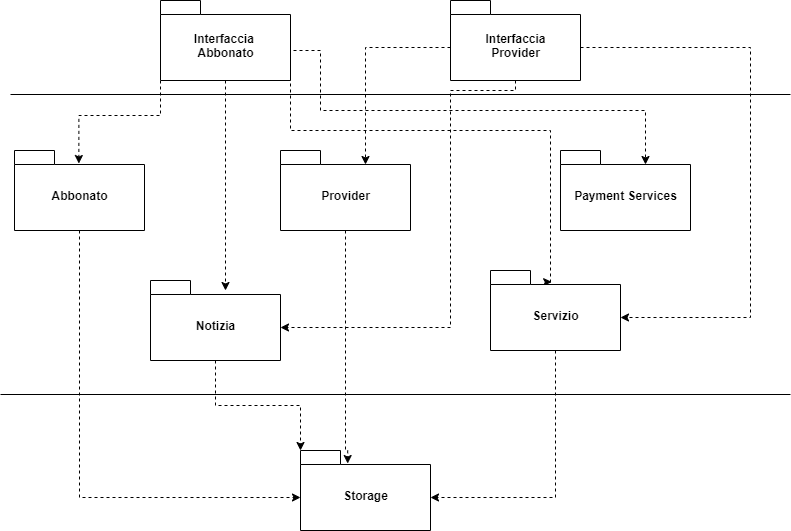 Interfaccia
Abbonato
Interfaccia
Provider
Abbonato
Provider
Payment Services
Notizia
Servizio
Storage